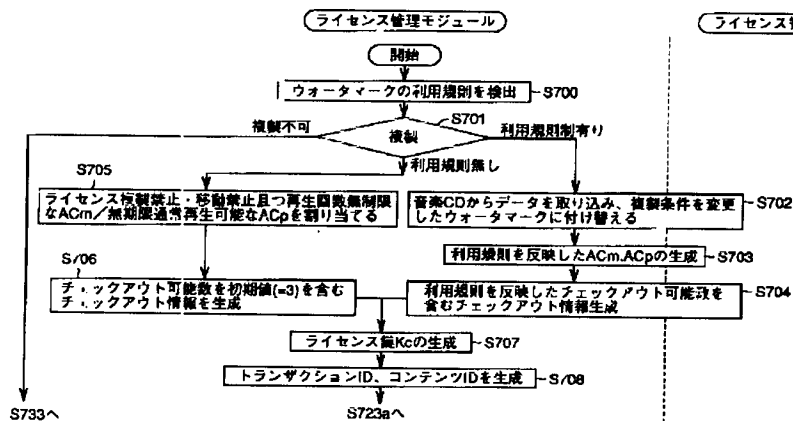 ライセンス管理モジュール
ライセンス
開始
ウォータマークの利用規則を検出
S700
S701
複製不可
複製
利用規則制有り
利用規則無し
S705
ライセンス複製禁止・移動禁止且つ再生回数無制限
なACm/無期限通常再生可能なACpを割り当てる
音楽CDからデータを取り込み、複製条件を変更
したウォータマークに付け替える
S702
利用規則を反映したACm.ACpの生成
S703
S706
チェックアウト可能数を初期値(=3)を含む
チェックアウト情報を生成
利用規則を反映したチェックアウト可能数を
含むチェックアウト情報生成
S704
ライセンス鍵Kcの生成
S707
トランザクションID、コンテンツIDを生成
S708
S733へ
S723aへ